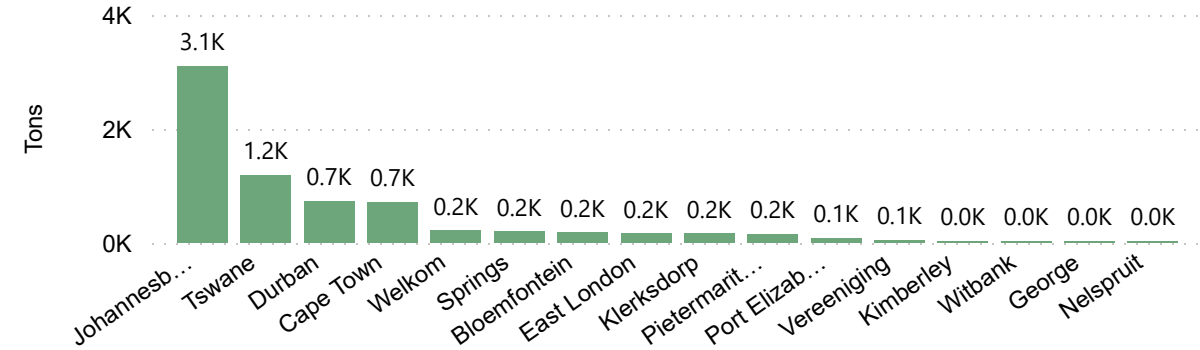 4K
2K
0K
Tons
3.1K
1.2K
0.7K
0.7K
0.2K
0.2K
0.2K
0.2K
0.2K
0.2K
0.1K
0.1K
0.0K
0.0K
0.0K
0.0K
Johannesb…
Tswane
Durban
Cape Town
Welkom
Springs
Bloemfontein
East London
Klerksdorp
Pietermarit…
Port Elizab…
Vereeniging
Kimberley
Witbank
George
Nelspruit